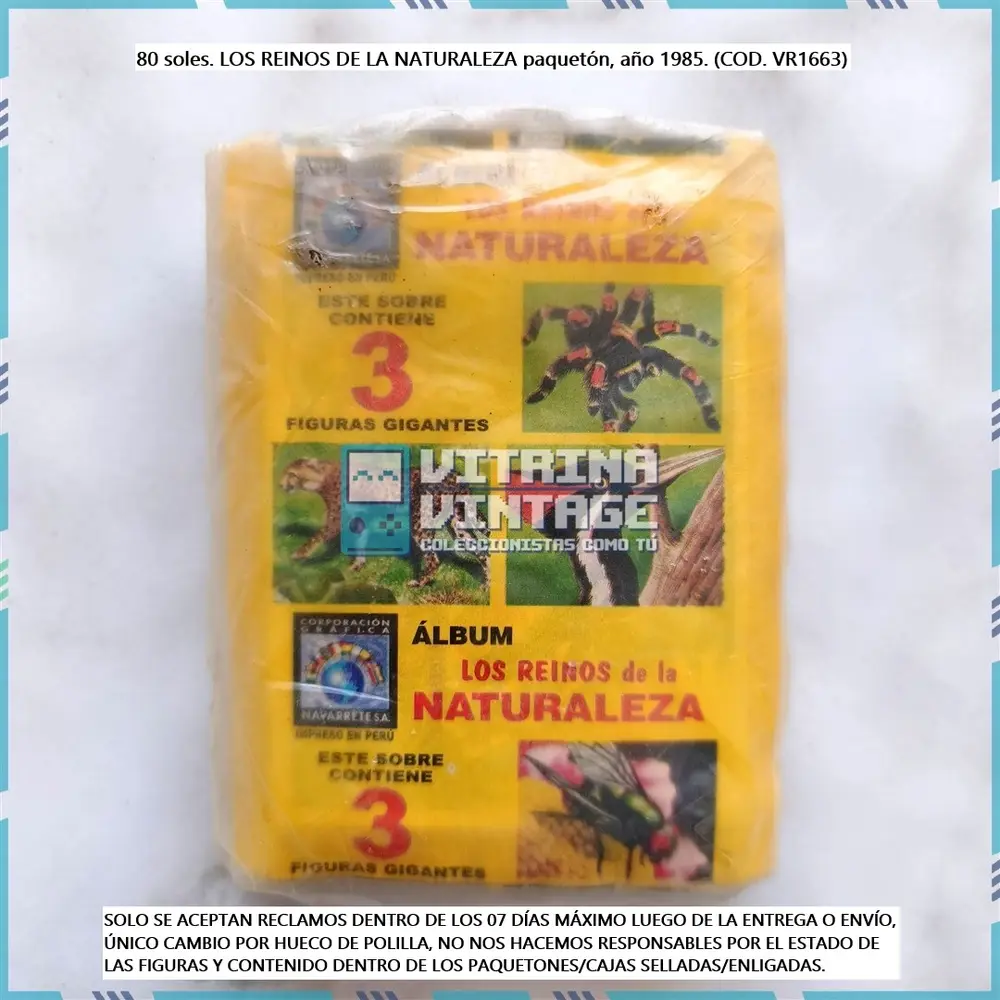 80 soles. LOS REINOS DE LA NATURALEZA paquetón, año 1985. (COD. VR1663)
NATURALEZA
IMPRESO EN PERÚ
ESTE SOBRE
CONTIENE
3
FIGURAS GIGANTES
VITRINA
VINTAGE
COLECCIONISTAS COMO TÚ
CORPORACIÓN
GRÁFICA
NAVARRETE S.A.
IMPRESO EN PERÚ
ÁLBUM
LOS REINOS de la
NATURALEZA
ESTE SOBRE
CONTIENE
3
FIGURAS GIGANTES
SOLO SE ACEPTAN RECLAMOS DENTRO DE LOS 07 DÍAS MÁXIMO LUEGO DE LA ENTREGA O ENVÍO,
ÚNICO CAMBIO POR HUECO DE POLILLA, NO NOS HACEMOS RESPONSABLES POR EL ESTADO DE
LAS FIGURAS Y CONTENIDO DENTRO DE LOS PAQUETONES/CAJAS SELLADAS/ENLIGADAS.